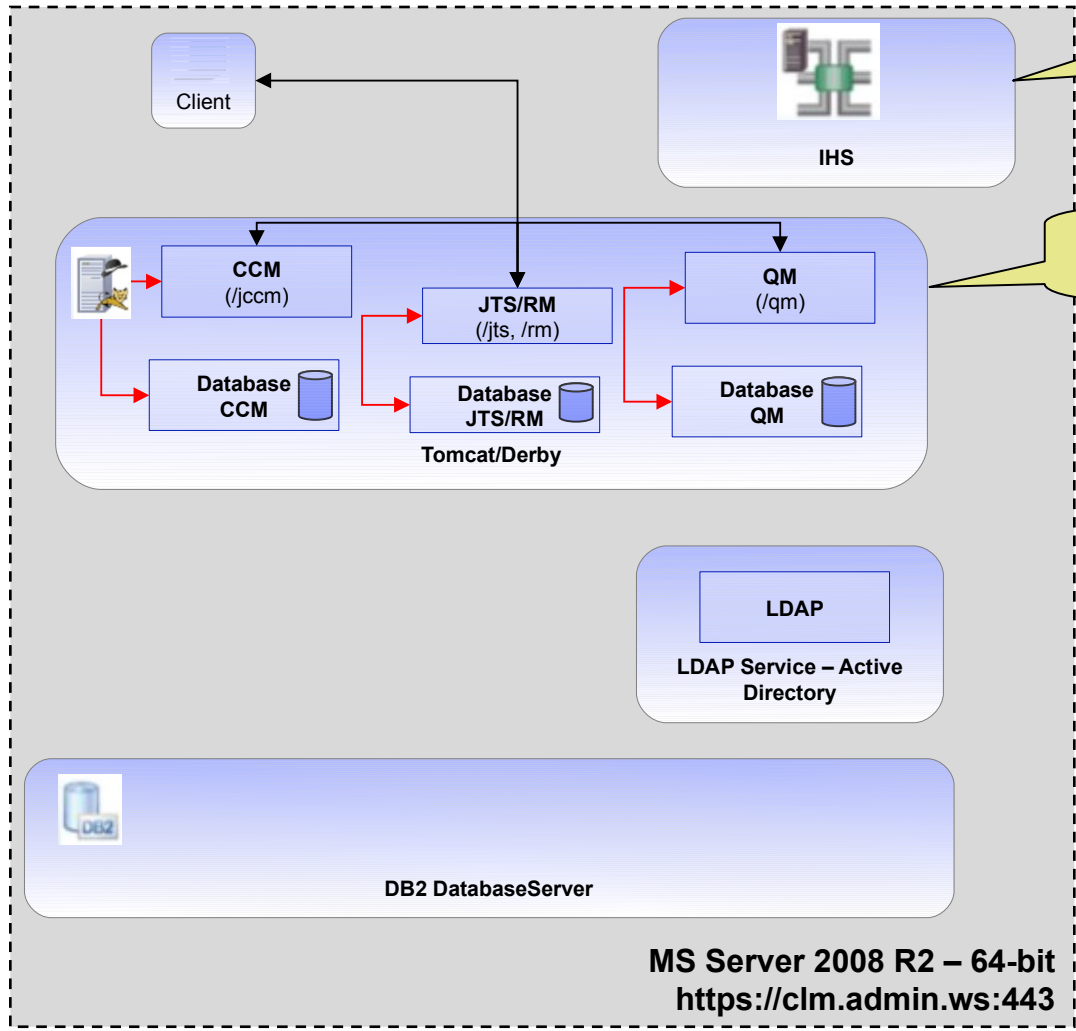 Client
IHS
CCM
(/jccm)
JTS/RM
(/jts, /rm)
QM
(/qm)
Database
CCM
Database
JTS/RM
Database
QM
Tomcat/Derby
LDAP
LDAP Service – Active
Directory
DB2
DB2 DatabaseServer
MS Server 2008 R2 – 64-bit
https://clm.admin.ws:443